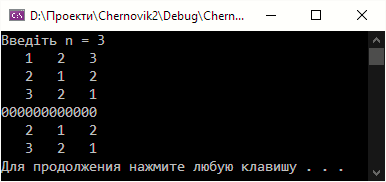 D:\Проекти\Chernovik2\Debug\Chern...
Введіть n = 3
1 2 3
2 1 2
3 2 1
000000000000
2 1 2
3 2 1
Для продолжения нажмите любую клавишу . . .